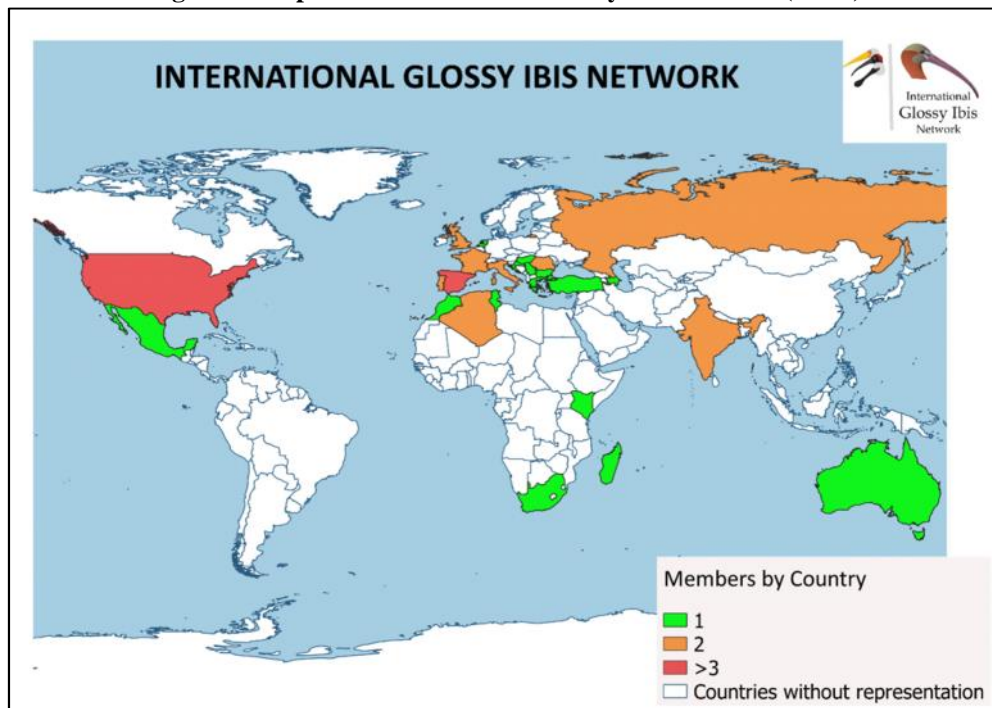 INTERNATIONAL GLOSSY IBIS NETWORK
International
Glossy Ibis
Network
Members by Country
1
2
>3
Countries without representation